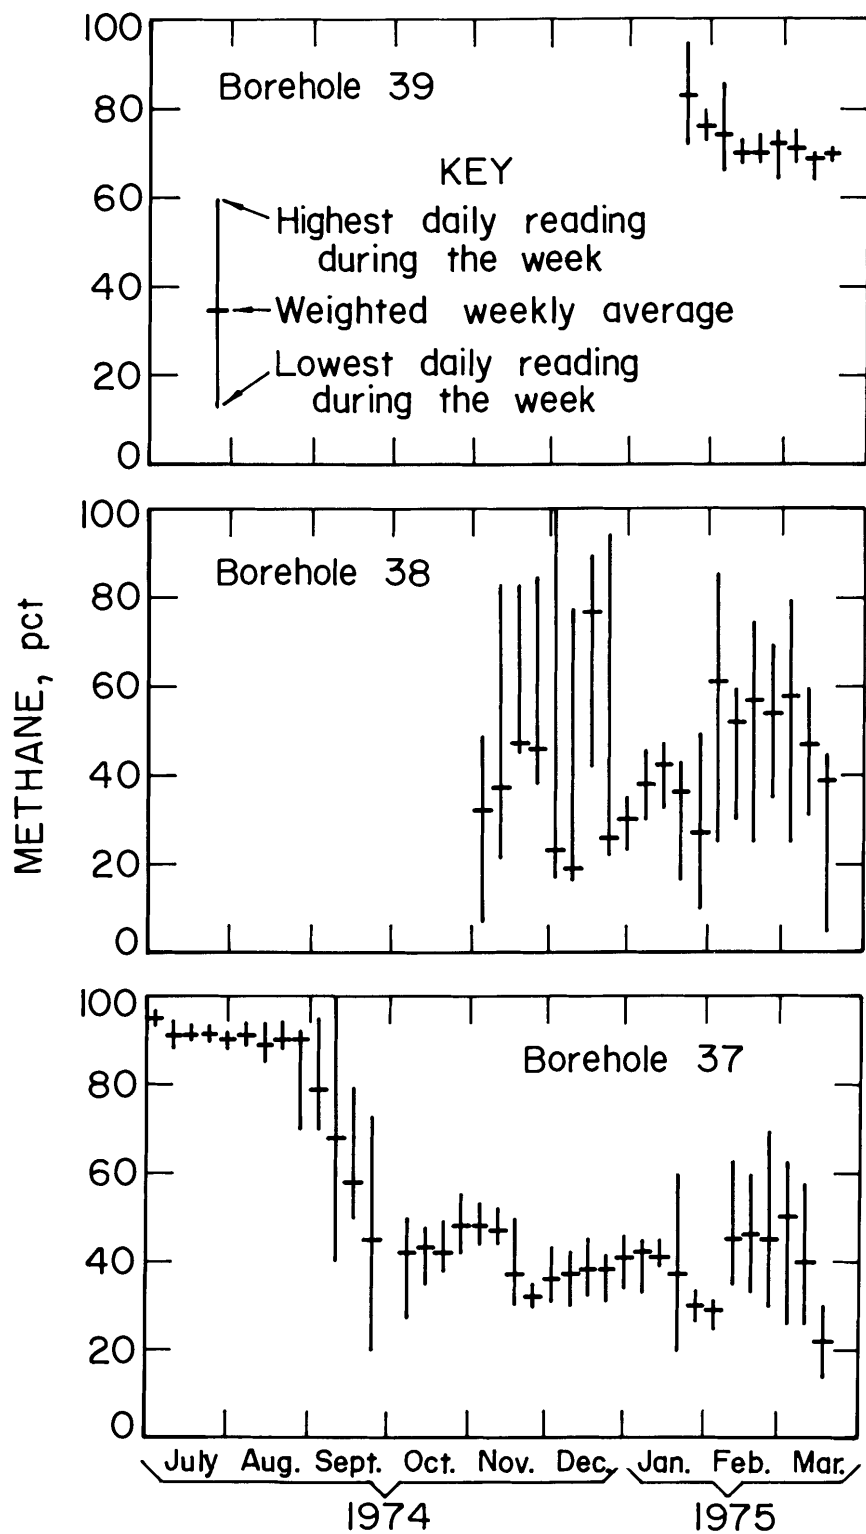 METHANE, pct
100
80
60
40
20
0
Borehole 39
KEY
Highest daily reading
during the week
Weighted weekly average
Lowest daily reading
during the week
100
80
60
40
20
0
Borehole 38
100
80
60
40
20
0
Borehole 37
July Aug. Sept. Oct. Nov. Dec. Jan. Feb. Mar.
1974 1975